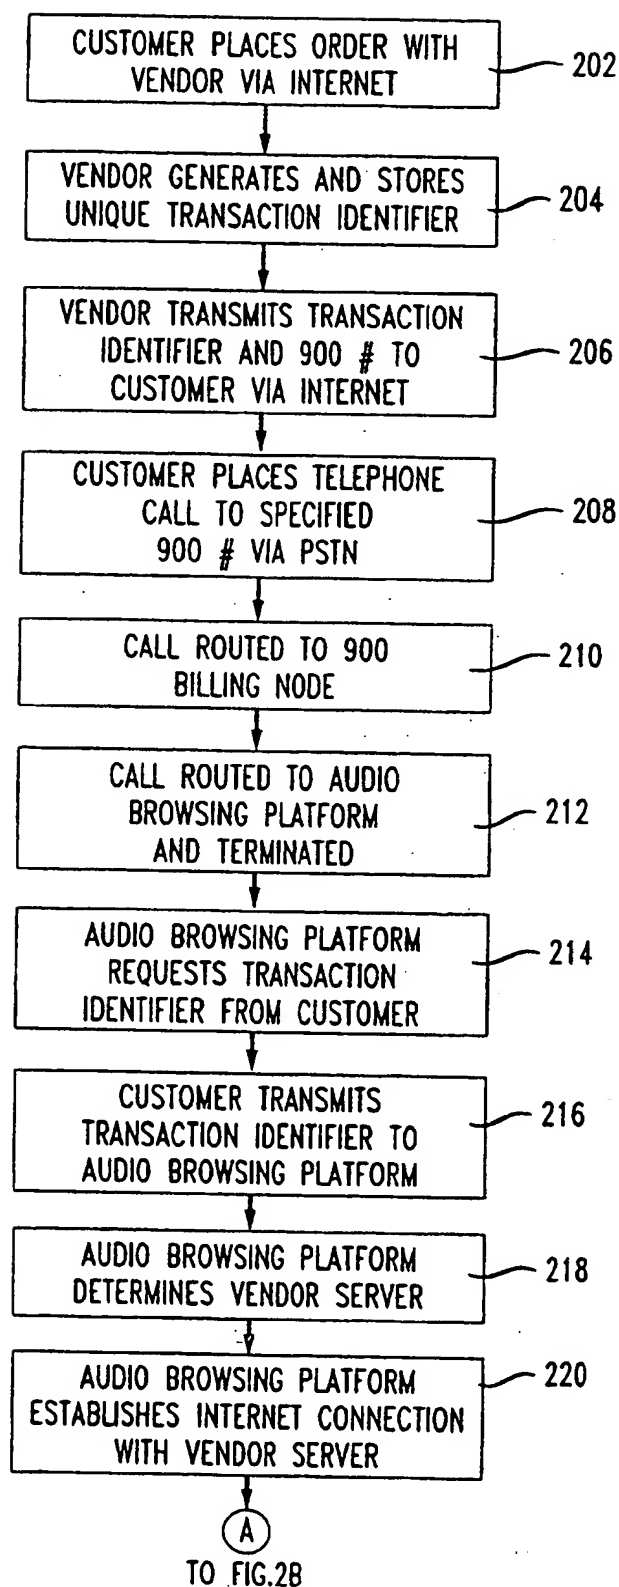 CUSTOMER PLACES ORDER WITH
VENDOR VIA INTERNET
202
VENDOR GENERATES AND STORES
UNIQUE TRANSACTION IDENTIFIER
204
VENDOR TRANSMITS TRANSACTION
IDENTIFIER AND 900 # TO
CUSTOMER VIA INTERNET
206
CUSTOMER PLACES TELEPHONE
CALL TO SPECIFIED
900 # VIA PSTN
208
CALL ROUTED TO 900
BILLING NODE
210
CALL ROUTED TO AUDIO
BROWSING PLATFORM
AND TERMINATED
212
AUDIO BROWSING PLATFORM
REQUESTS TRANSACTION
IDENTIFIER FROM CUSTOMER
214
CUSTOMER TRANSMITS
TRANSACTION IDENTIFIER TO
AUDIO BROWSING PLATFORM
216
AUDIO BROWSING PLATFORM
DETERMINES VENDOR SERVER
218
AUDIO BROWSING PLATFORM
ESTABLISHES INTERNET CONNECTION
WITH VENDOR SERVER
220
A
TO FIG.2B